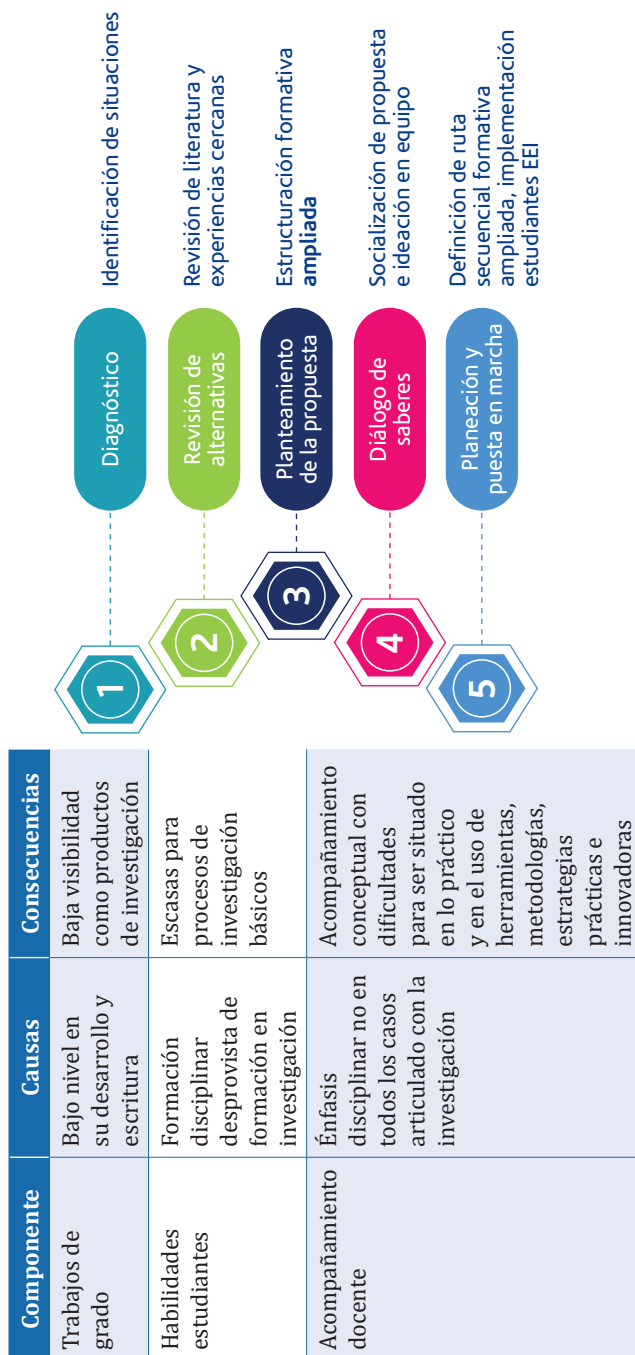 Componente
Causas
Consecuencias
Trabajos de
grado
Bajo nivel en
su desarrollo y
escritura
Baja visibilidad
como productos
de investigación
Habilidades
estudiantes
Formación
disciplinar
desprovista de
formación en
investigación
Escasas para
procesos de
investigación
básicos
Acompañamiento
docente
Énfasis
disciplinar no en
todos los casos
articulado con la
investigación
Acompañamiento
conceptual con
dificultades
para ser situado
en lo práctico
y en el uso de
herramientas,
metodologías,
estrategias
prácticas e
innovadoras
1
Diagnóstico
Identificación de situaciones
2
Revisión de
alternativas
Revisión de literatura y
experiencias cercanas
3
Planteamiento
de la propuesta
Estructuración formativa
ampliada
4
Diálogo de
saberes
Socialización de propuesta
e ideación en equipo
5
Planeación y
puesta en marcha
Definición de ruta
secuencial formativa
ampliada, implementación
estudiantes EEI